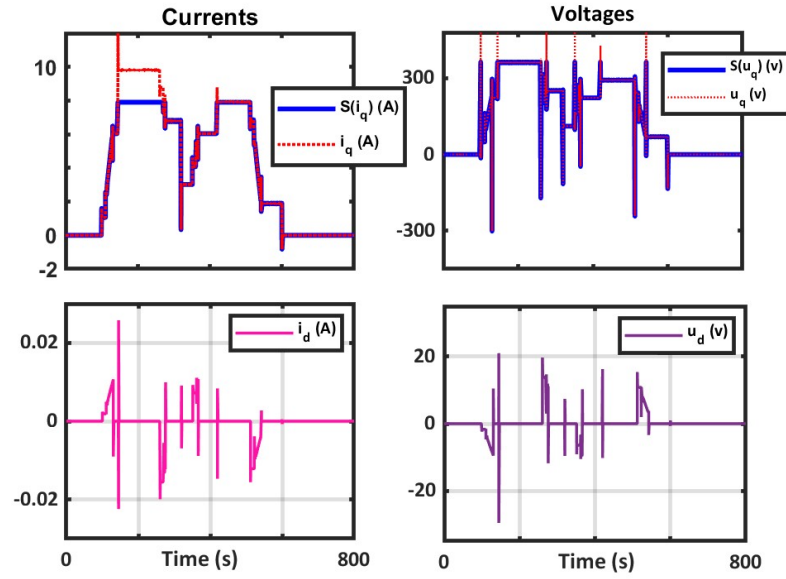 Currents
10
0
-2
S(i_q) (A)
i_q (A)
Voltages
300
0
-300
S(u_q) (v)
u_q (v)
0.02
0
-0.02
i_d (A)
0
Time (s)
800
20
0
-20
u_d (v)
0
Time (s)
800